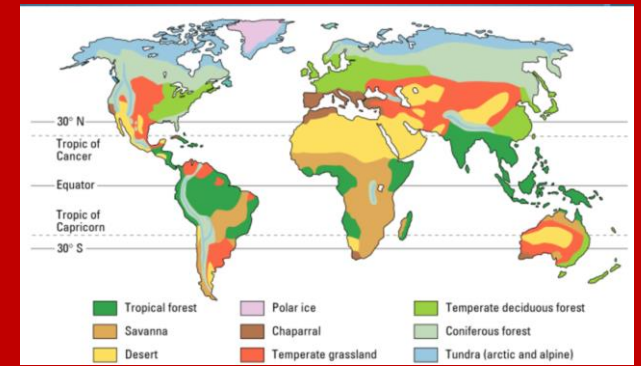 30° N
Tropic of
Cancer
Equator
Tropic of
Capricorn
30° S
Tropical forest
Polar ice
Temperate deciduous forest
Savanna
Chaparral
Coniferous forest
Desert
Temperate grassland
Tundra (arctic and alpine)